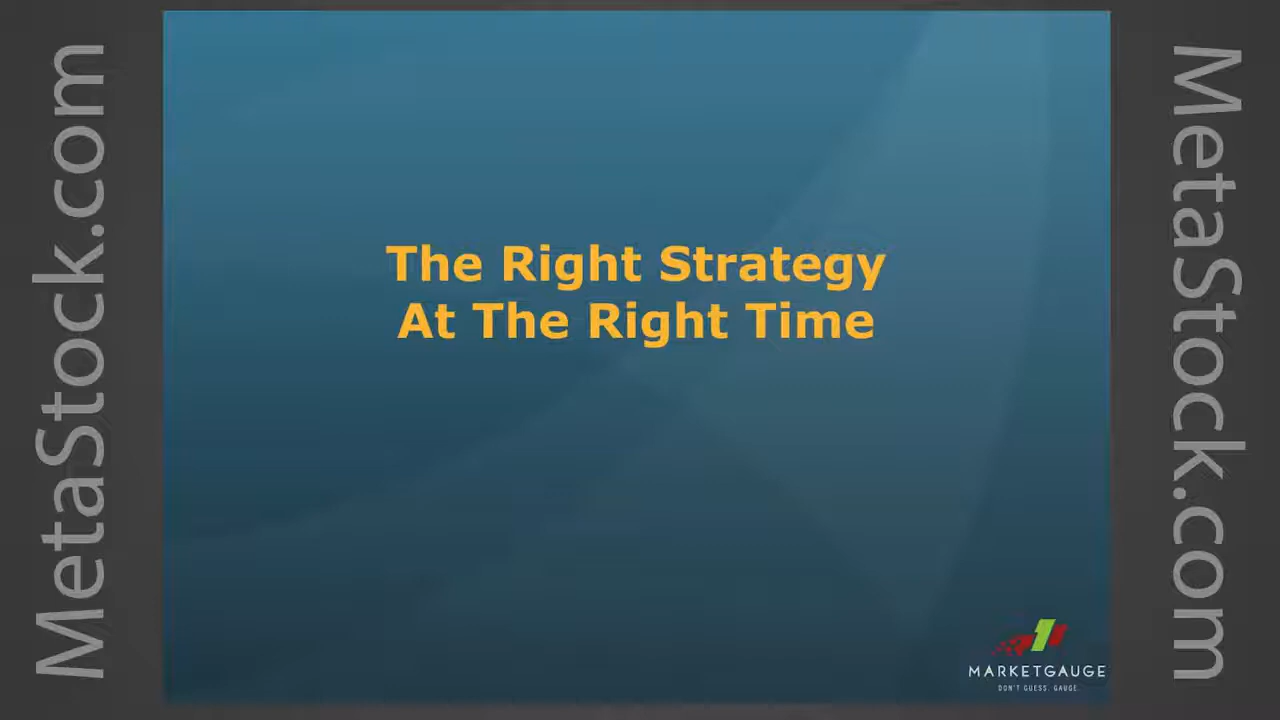 MetaStock.com
The Right Strategy
At The Right Time
MARKETGAUGE
DON'T GUESS. GAUGE.
MetaStock.com